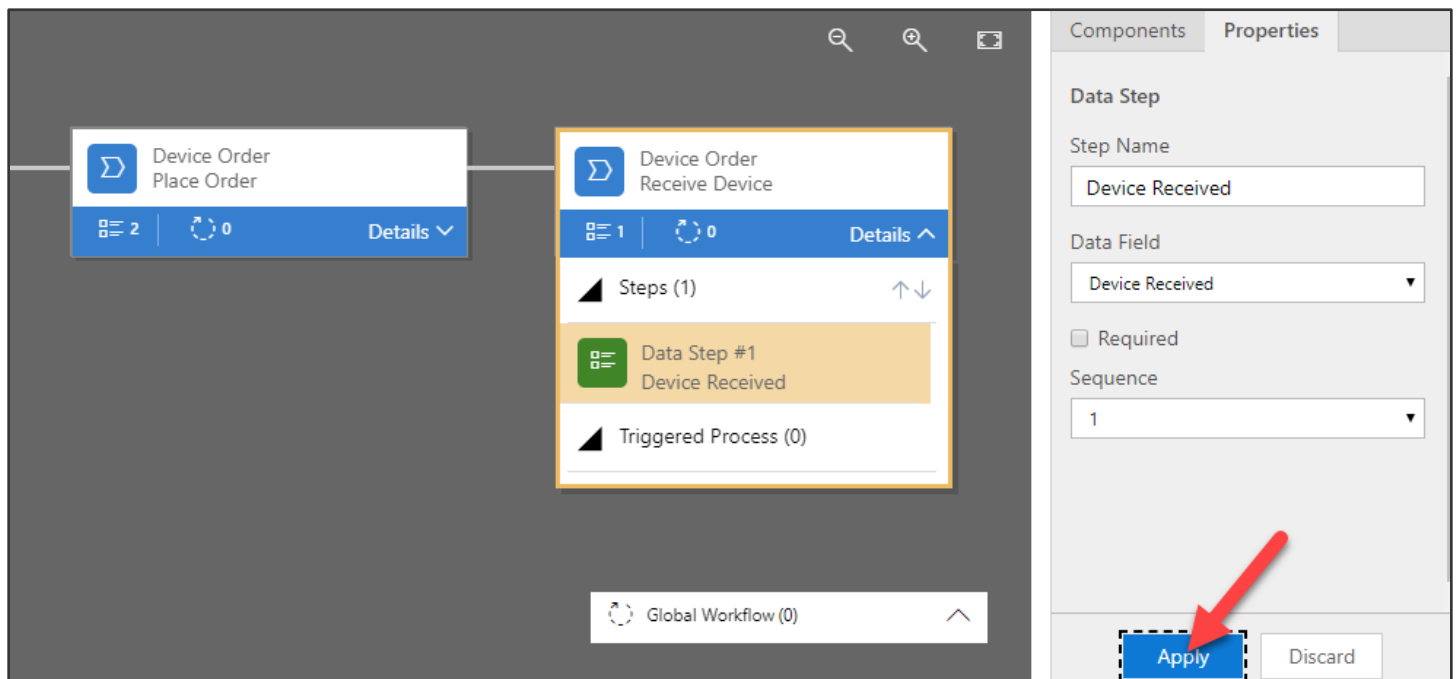 Components Properties
Data Step
Step Name
Device Received
Data Field
Device Received
Required
Sequence
1
Apply Discard
Device Order
Place Order
2 0 Details
Device Order
Receive Device
1 0 Details
Steps (1)
Data Step #1
Device Received
Triggered Process (0)
Global Workflow (0)